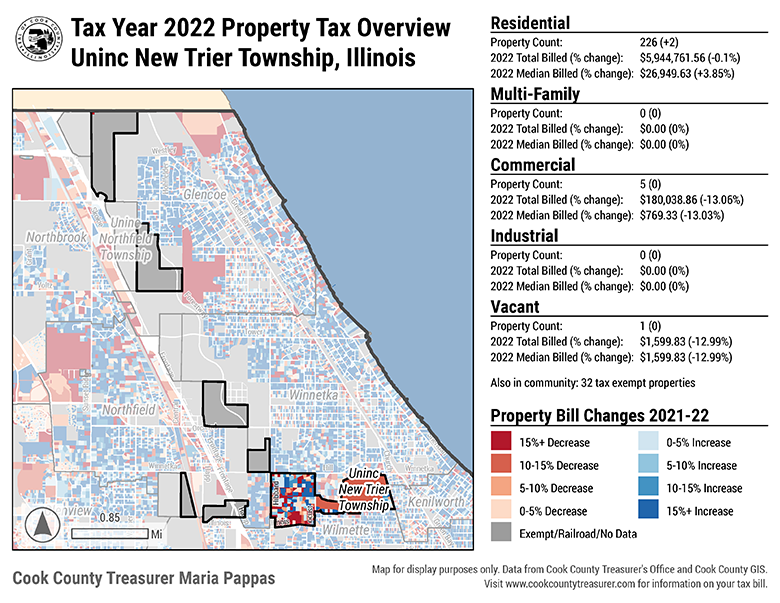 Tax Year 2022 Property Tax Overview
Uninc New Trier Township, Illinois
Residential
Property Count: 226 (+2)
2022 Total Billed (% change): $5,944,761.56 (-0.1%)
2022 Median Billed (% change): $26,949.63 (+3.85%)
Multi-Family
Property Count: 0 (0)
2022 Total Billed (% change): $0.00 (0%)
2022 Median Billed (% change): $0.00 (0%)
Commercial
Property Count: 5 (0)
2022 Total Billed (% change): $180,038.86 (-13.06%)
2022 Median Billed (% change): $769.33 (-13.03%)
Industrial
Property Count: 0 (0)
2022 Total Billed (% change): $0.00 (0%)
2022 Median Billed (% change): $0.00 (0%)
Vacant
Property Count: 1 (0)
2022 Total Billed (% change): $1,599.83 (-12.99%)
2022 Median Billed (% change): $1,599.83 (-12.99%)
Also in community: 32 tax exempt properties
Property Bill Changes 2021-22
15%+ Decrease
0-5% Increase
10-15% Decrease
5-10% Increase
5-10% Decrease
10-15% Increase
0-5% Decrease
15%+ Increase
Exempt/Railroad/No Data
Glencoe
Uninc
Northfield
Township
Northbrook
Winnetka
Northfield
Winnetka
Uninc
New Trier
Township
Kenilworth
Wilmette
Hibbard
nview
0.85
Mi
Cook County Treasurer Maria Pappas
Map for display purposes only. Data from Cook County Treasurer's Office and Cook County GIS.
Visit www.cookcountytreasurer.com for information on your tax bill.